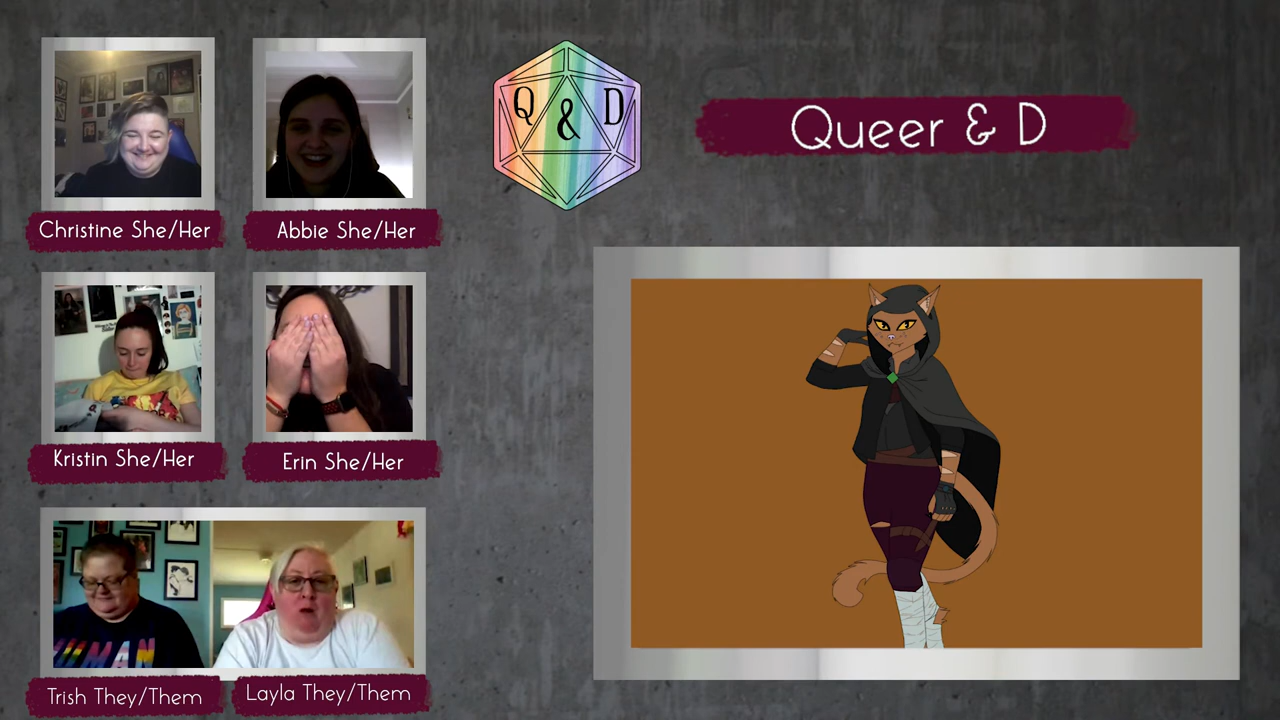 Q & D
Queer & D
Christine She/Her
Abbie She/Her
Kristin She/Her
Erin She/Her
HUMAN
Trish They/Them
Layla They/Them